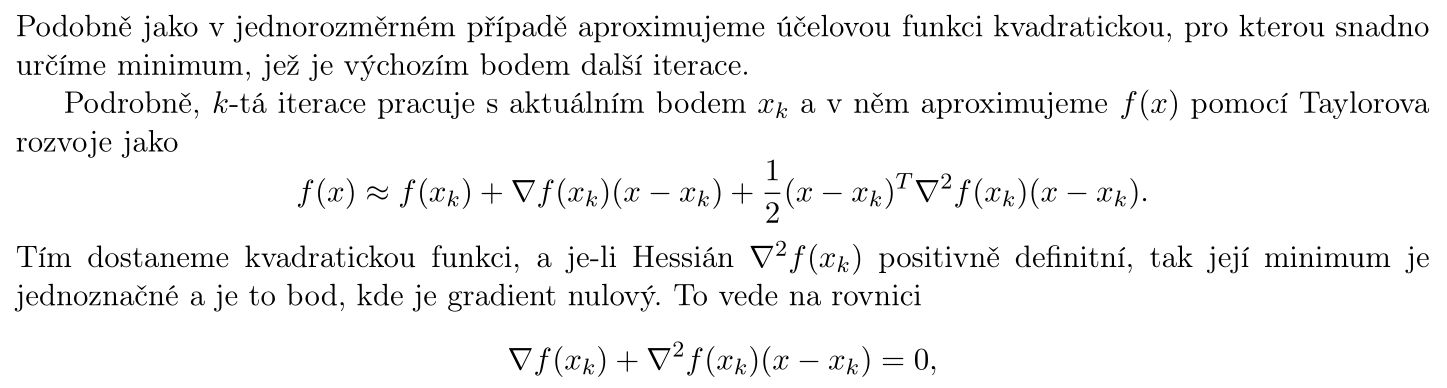 Podobně jako v jednorozměrném případě aproximujeme účelovou funkci kvadratickou, pro kterou snadno
určíme minimum, jež je výchozím bodem další iterace.
Podrobně, k-tá iterace pracuje s aktuálním bodem x_k a v něm aproximujeme f(x) pomocí Taylorova
rozvoje jako
f(x) ≈ f(x_k) + ∇f(x_k)(x − x_k) + \frac{1}{2}(x − x_k)^T ∇^2 f(x_k)(x − x_k).
Tím dostaneme kvadratickou funkci, a je-li Hessián ∇^2 f(x_k) positivně definitní, tak její minimum je
jednoznačné a je to bod, kde je gradient nulový. To vede na rovnici
∇f(x_k) + ∇^2 f(x_k)(x − x_k) = 0,